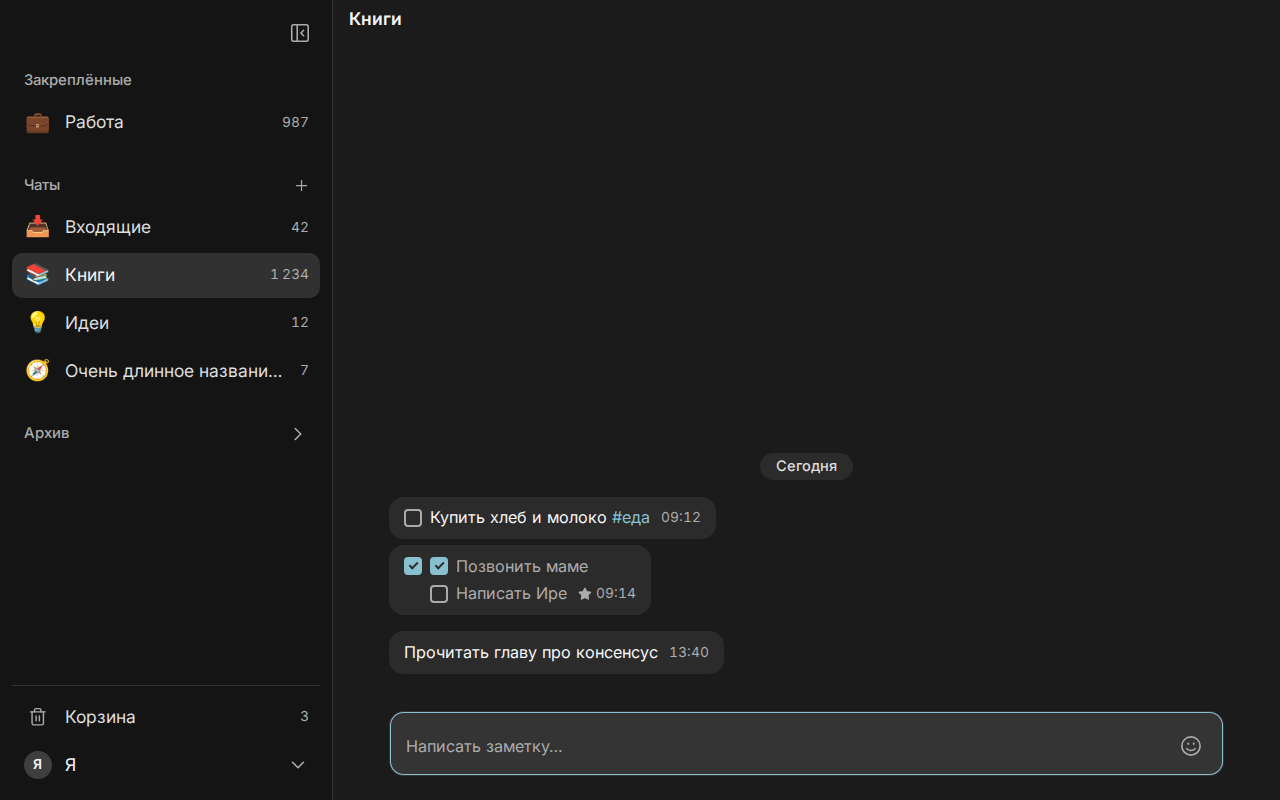 Закреплённые
Работа 987
Чаты
Входящие 42
Книги 1 234
Идеи 12
Очень длинное названи... 7
Архив
Корзина 3
Я Я
Книги
Сегодня
Купить хлеб и молоко #еда 09:12
Позвонить маме
Написать Ире 09:14
Прочитать главу про консенсус 13:40
Написать заметку...